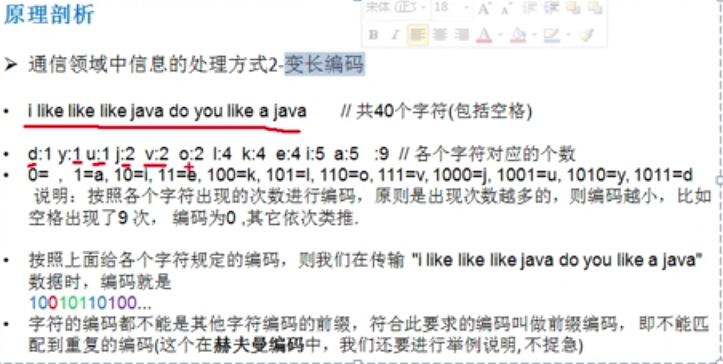 原理剖析
宋体 (正 18
B I
➢ 通信领域中信息的处理方式2-变长编码
• i like like like java do you like a java // 共40个字符(包括空格)
• d:1 y:1 u:1 j:2 v:2 o:2 l:4 k:4 e:4 i:5 a:5 :9 // 各个字符对应的个数
• 0= , 1=a, 10=i, 11=e, 100=k, 101=l, 110=o, 111=v, 1000=j, 1001=u, 1010=y, 1011=d
说明：按照各个字符出现的次数进行编码，原则是出现次数越多的，则编码越小，比如
空格出现了9 次， 编码为0 ,其它依次类推.
• 按照上面给各个字符规定的编码，则我们在传输 "i like like like java do you like a java"
数据时，编码就是
10010110100...
• 字符的编码都不能是其他字符编码的前缀，符合此要求的编码叫做前缀编码， 即不能匹
配到重复的编码(这个在赫夫曼编码中，我们还要进行举例说明,不捉急)